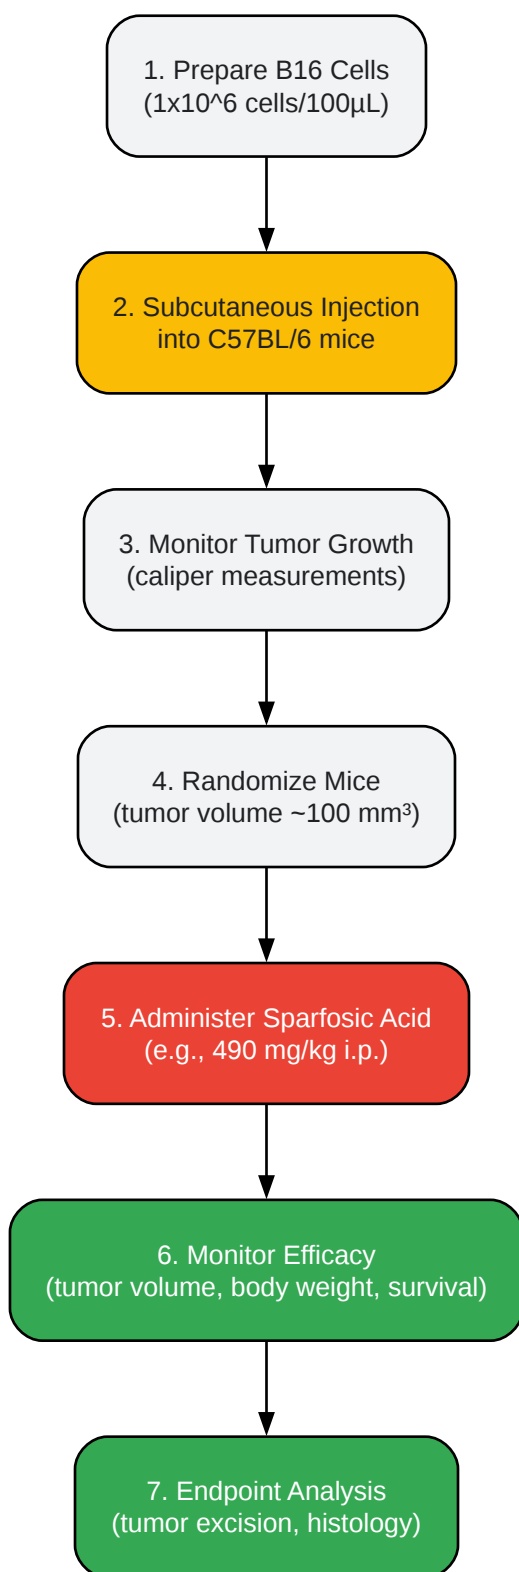 1. Prepare B16 Cells
(1x10^6 cells/100µL)
2. Subcutaneous Injection
into C57BL/6 mice
3. Monitor Tumor Growth
(caliper measurements)
4. Randomize Mice
(tumor volume ~100 mm³)
5. Administer Sparfosic Acid
(e.g., 490 mg/kg i.p.)
6. Monitor Efficacy
(tumor volume, body weight, survival)
7. Endpoint Analysis
(tumor excision, histology)